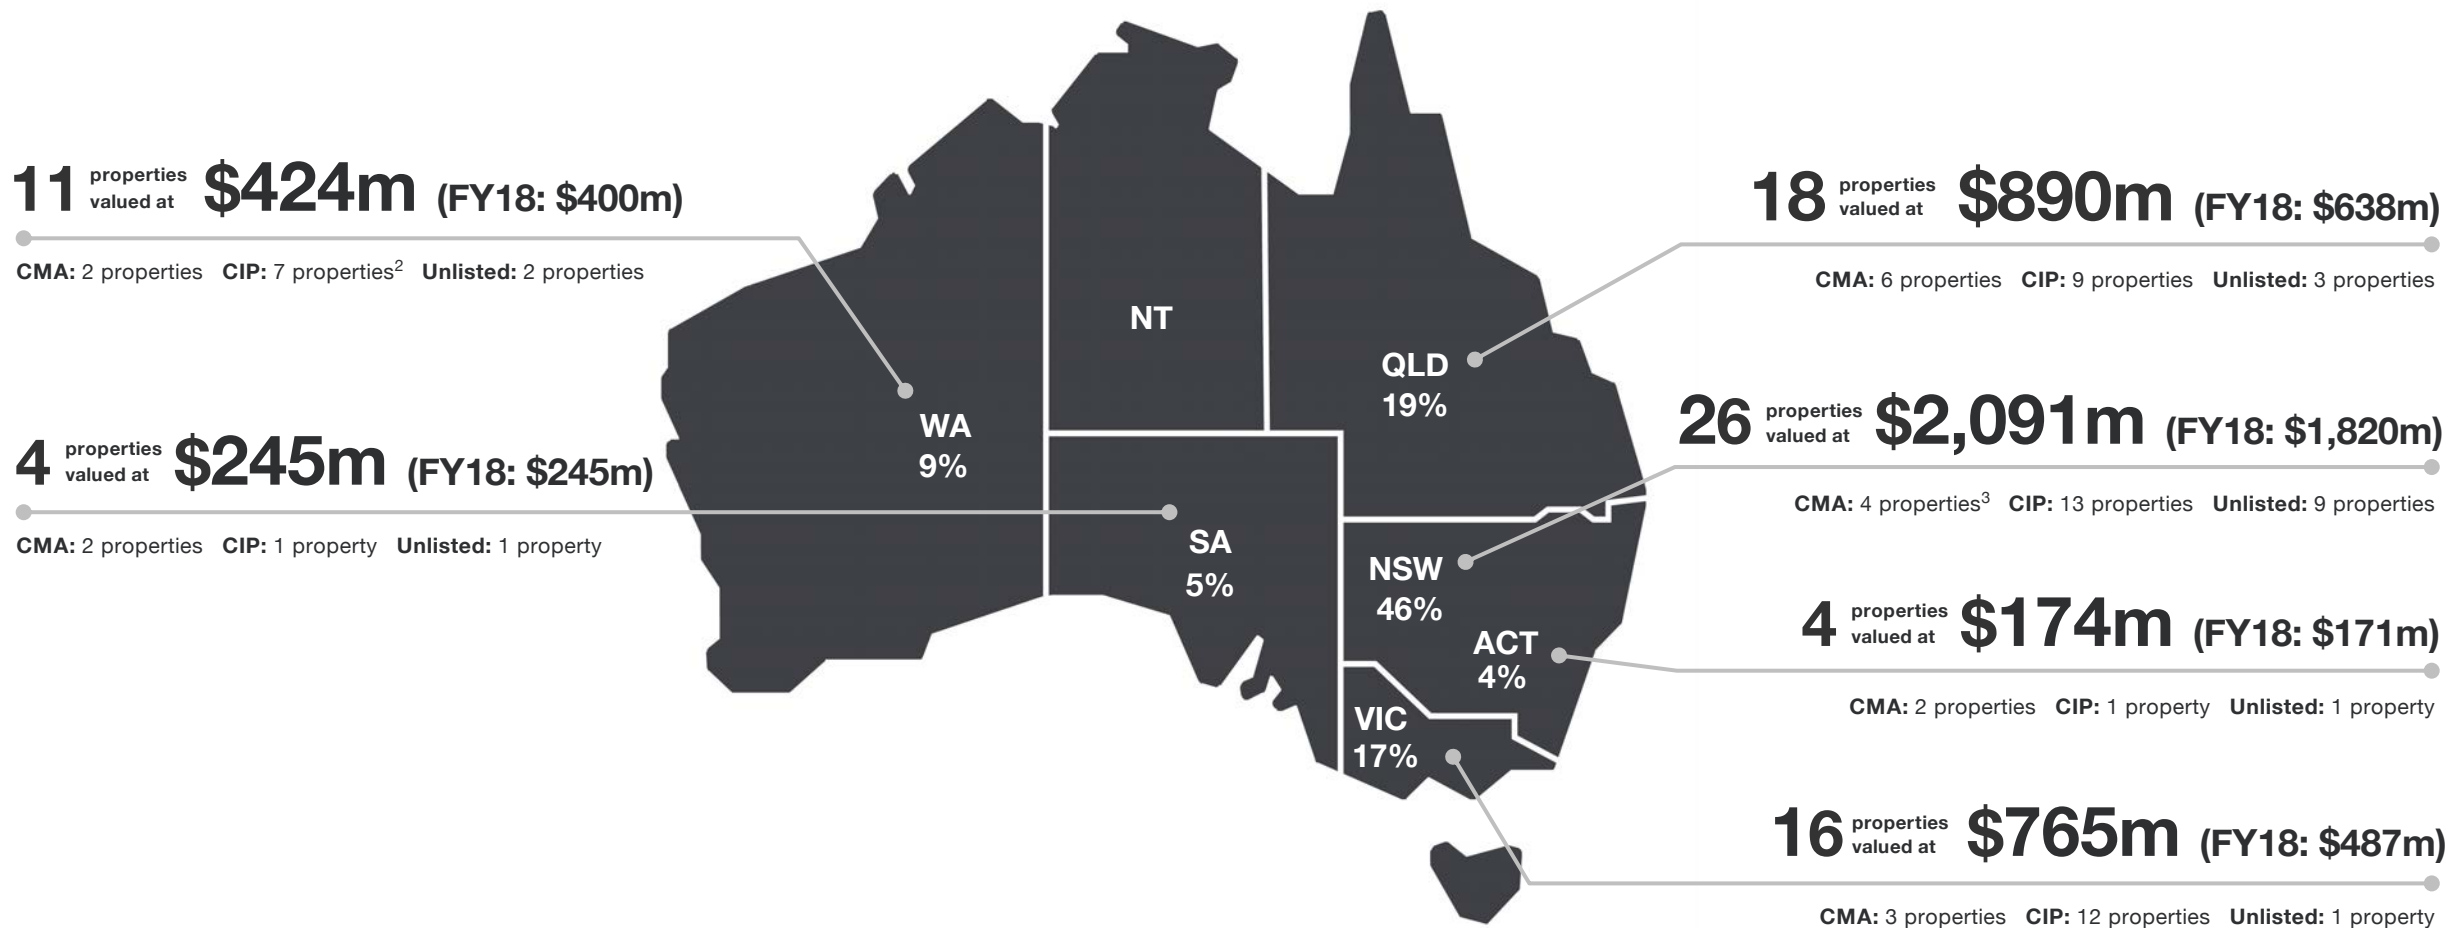 11 properties valued at $424m (FY18: $400m)
CMA: 2 properties CIP: 7 properties2 Unlisted: 2 properties
4 properties valued at $245m (FY18: $245m)
CMA: 2 properties CIP: 1 property Unlisted: 1 property
NT
WA
9%
SA
5%
QLD
19%
NSW
46%
ACT
4%
VIC
17%
18 properties valued at $890m (FY18: $638m)
CMA: 6 properties CIP: 9 properties Unlisted: 3 properties
26 properties valued at $2,091m (FY18: $1,820m)
CMA: 4 properties3 CIP: 13 properties Unlisted: 9 properties
4 properties valued at $174m (FY18: $171m)
CMA: 2 properties CIP: 1 property Unlisted: 1 property
16 properties valued at $765m (FY18: $487m)
CMA: 3 properties CIP: 12 properties Unlisted: 1 property